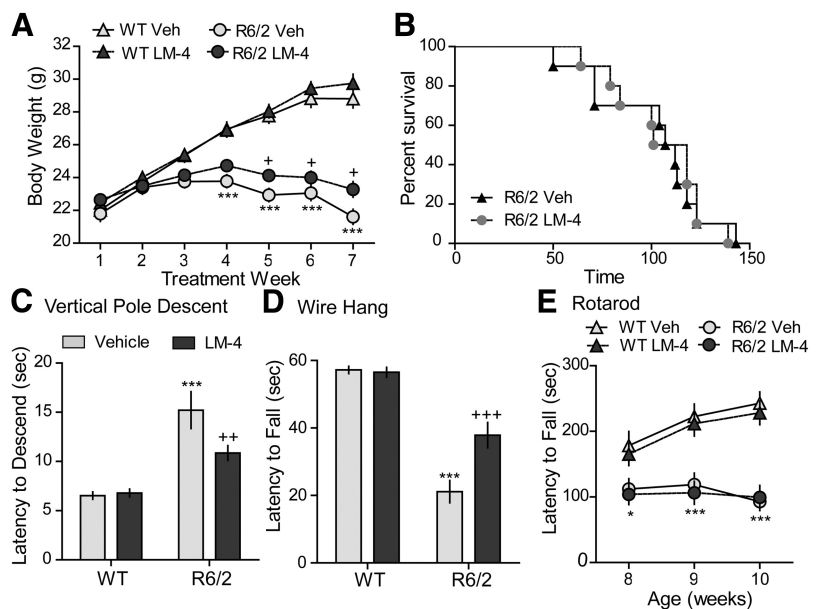 A
WT Veh
R6/2 Veh
WT LM-4
R6/2 LM-4
Body Weight (g)
32
30
28
26
24
22
20
+
+
+
***
***
***
***
1
2
3
4
5
6
7
Treatment Week
B
Percent survival
100
80
60
40
20
0
R6/2 Veh
R6/2 LM-4
0
50
100
150
Time
C
Vertical Pole Descent
Vehicle
LM-4
Latency to Descend (sec)
20
15
10
5
0
***
++
WT
R6/2
D
Wire Hang
Latency to Fall (sec)
60
40
20
0
***
+++
WT
R6/2
E
Rotarod
WT Veh
R6/2 Veh
WT LM-4
R6/2 LM-4
Latency to Fall (sec)
300
200
100
0
*
***
***
8
9
10
Age (weeks)